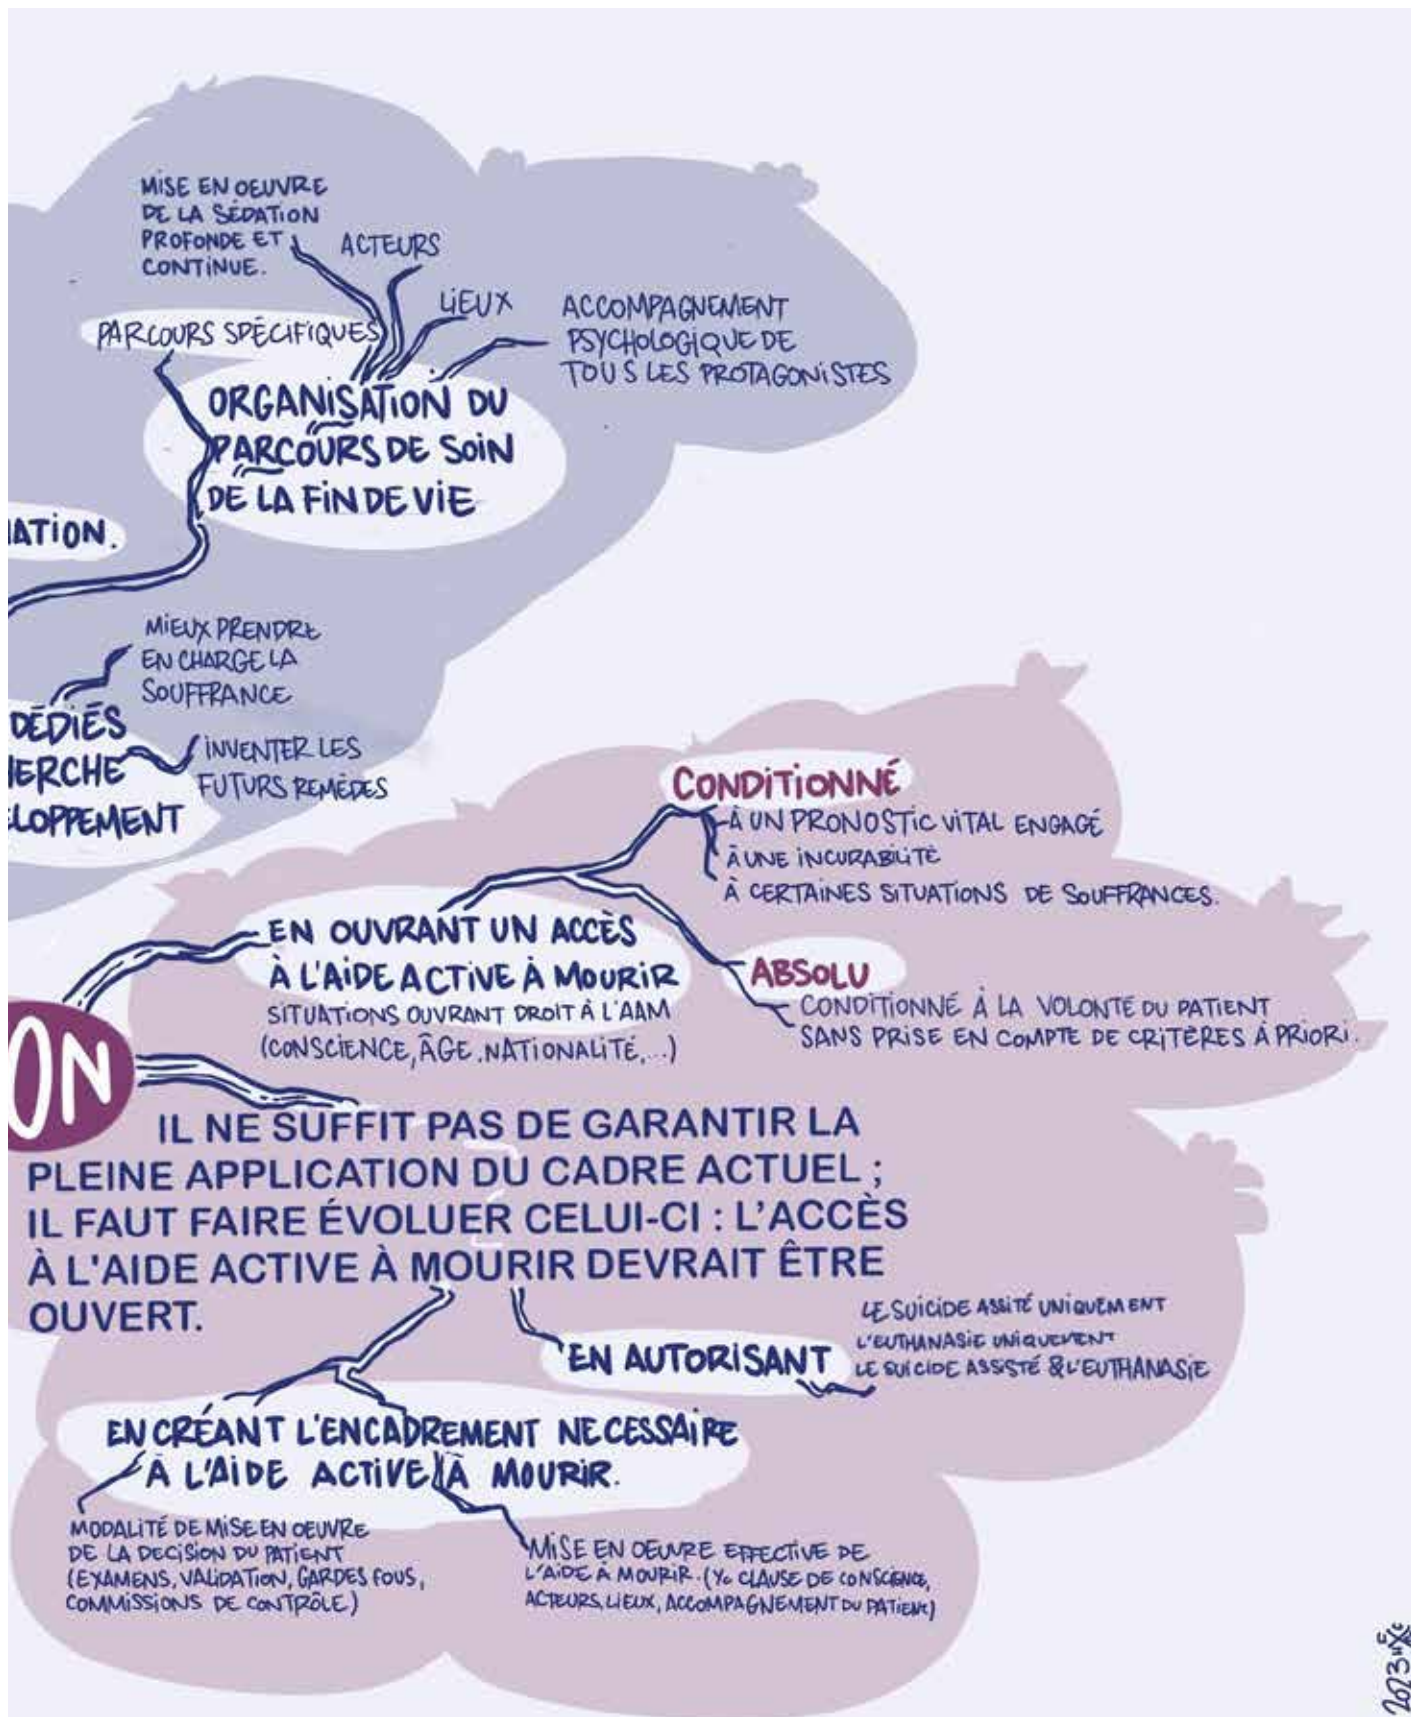 MISE EN OEUVRE
DE LA SÉDATION
PROFONDE ET
CONTINUE.
ACTEURS
LIEUX
ACCOMPAGNEMENT
PSYCHOLOGIQUE DE
TOUS LES PROTAGONISTES
PARCOURS SPÉCIFIQUES
ORGANISATION DU
PARCOURS DE SOIN
DE LA FIN DE VIE
ATION.
MIEUX PRENDRE
EN CHARGE LA
SOUFFRANCE
DÉDIÉS
HERCHE
LOPPEMENT
INVENTER LES
FUTURS REMÈDES
CONDITIONNÉ
À UN PRONOSTIC VITAL ENGAGÉ
À UNE INCURABILITÉ
À CERTAINES SITUATIONS DE SOUFFRANCES.
EN OUVRANT UN ACCÈS
À L'AIDE ACTIVE À MOURIR
SITUATIONS OUVRANT DROIT À L'AAM
(CONSCIENCE, ÂGE, NATIONALITÉ,...)
ABSOLU
CONDITIONNÉ À LA VOLONTÉ DU PATIENT
SANS PRISE EN COMPTE DE CRITÈRES À PRIORI.
ON
IL NE SUFFIT PAS DE GARANTIR LA
PLEINE APPLICATION DU CADRE ACTUEL ;
IL FAUT FAIRE ÉVOLUER CELUI-CI : L'ACCÈS
À L'AIDE ACTIVE À MOURIR DEVRAIT ÊTRE
OUVERT.
EN AUTORISANT
LE SUICIDE ASSITÉ UNIQUEMENT
L'EUTHANASIE UNIQUEMENT
LE SUICIDE ASSISTÉ & L'EUTHANASIE
EN CRÉANT L'ENCADREMENT NECESSAIRE
À L'AIDE ACTIVE À MOURIR.
MODALITÉ DE MISE EN OEUVRE
DE LA DECISION DU PATIENT
(EXAMENS, VALIDATION, GARDES FOUS,
COMMISSIONS DE CONTRÔLE)
MISE EN OEUVRE EFFECTIVE DE
L'AIDE À MOURIR. (Yc CLAUSE DE CONSCIENCE,
ACTEURS, LIEUX, ACCOMPAGNEMENT DU PATIENT)
2023